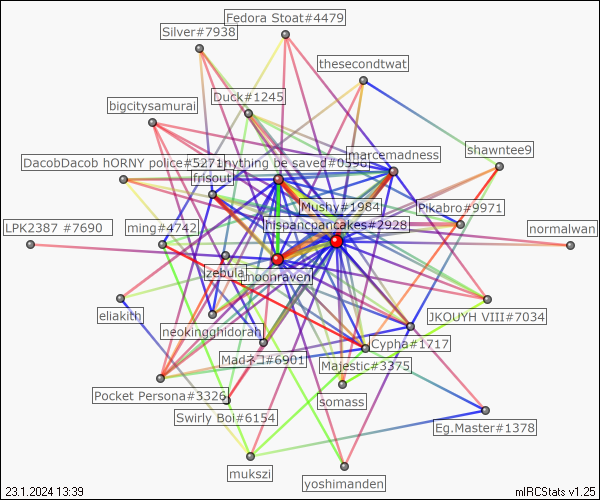 Fedora Stoat#4479
Silver#7938
thesecondtwat
Duck#1245
bigcitysamurai
marcemadness
shawntee9
DacobDacob hORNY police#5271
nything be saved#0398
frisout
Mushy#1984
Pikabro#9971
LPK2387 #7690
ming#4742
hispancpancakes#2928
normalwan
zebula
moonraven
eliakith
JKOUYH VIII#7034
neokingghidorah
Cypha#1717
Madネコ#6901
Majestic#3375
Pocket Persona#3326
somass
Swirly Boi#6154
Eg.Master#1378
mukszi
yoshimanden
23.1.2024 13:39
mIRCStats v1.25